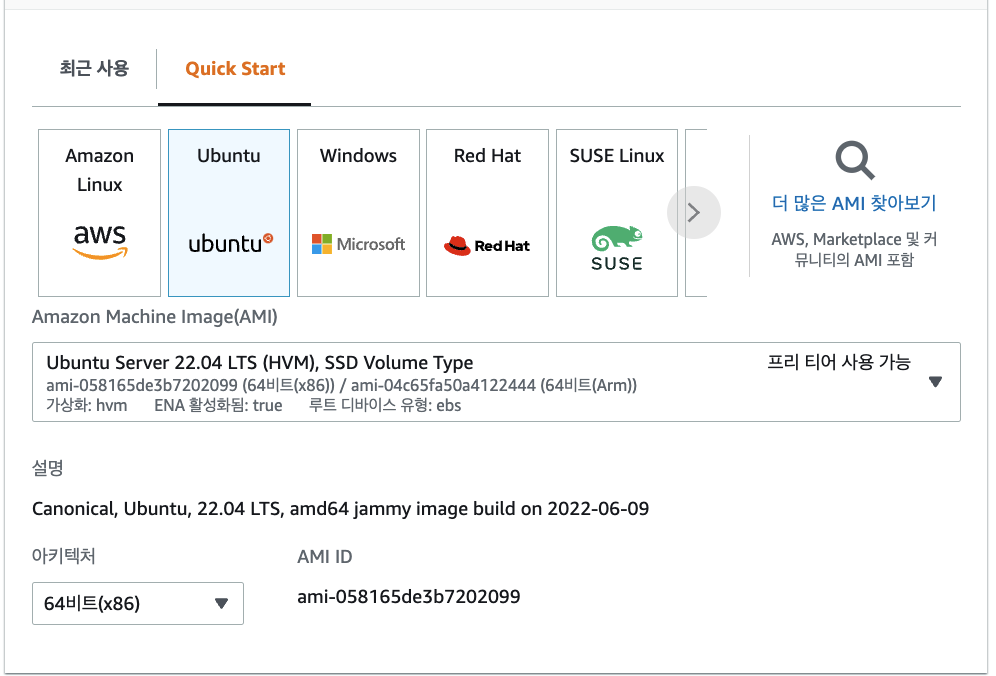 최근 사용
Quick Start
Amazon
Linux
aws
Ubuntu
ubuntu
Windows
Microsoft
Red Hat
Red Hat
SUSE Linux
SUSE
더 많은 AMI 찾아보기
AWS, Marketplace 및 커
뮤니티의 AMI 포함
Amazon Machine Image(AMI)
Ubuntu Server 22.04 LTS (HVM), SSD Volume Type
프리 티어 사용 가능
ami-058165de3b7202099 (64비트(x86)) / ami-04c65fa50a4122444 (64비트(Arm))
가상화: hvm ENA 활성화됨: true 루트 디바이스 유형: ebs
설명
Canonical, Ubuntu, 22.04 LTS, amd64 jammy image build on 2022-06-09
아키텍처
AMI ID
64비트(x86)
ami-058165de3b7202099